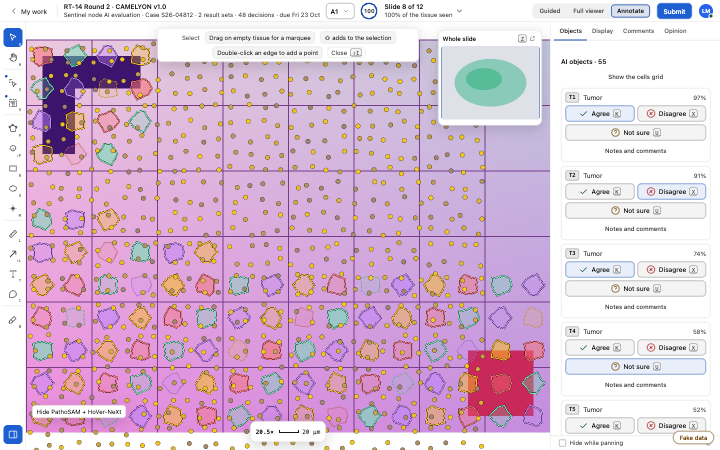 My work
RT-14 Round 2 · CAMELYON v1.0
Sentinel node AI evaluation · Case S26-04812 · 2 result sets · 48 decisions · due Fri 23 Oct
A1
100
Slide 8 of 12
100% of the tissue seen
Guided
Full viewer
Annotate
Submit
LM
Select
Drag on empty tissue for a marquee
adds to the selection
Double-click an edge to add a point
Close
Whole slide
Z
Objects
Display
Comments
Opinion
AI objects · 55
Show the cells grid
T1
Tumor
97%
Agree K
Disagree X
Not sure U
Notes and comments
T2
Tumor
91%
Agree K
Disagree X
Not sure U
Notes and comments
T3
Tumor
74%
Agree K
Disagree X
Not sure U
Notes and comments
T4
Tumor
58%
Agree K
Disagree X
Not sure U
Notes and comments
T5
Tumor
52%
Agree K
Disagree X
Hide while panning
Fake data
Hide PathoSAM + HoVer-NeXt
20.5×
20 µm